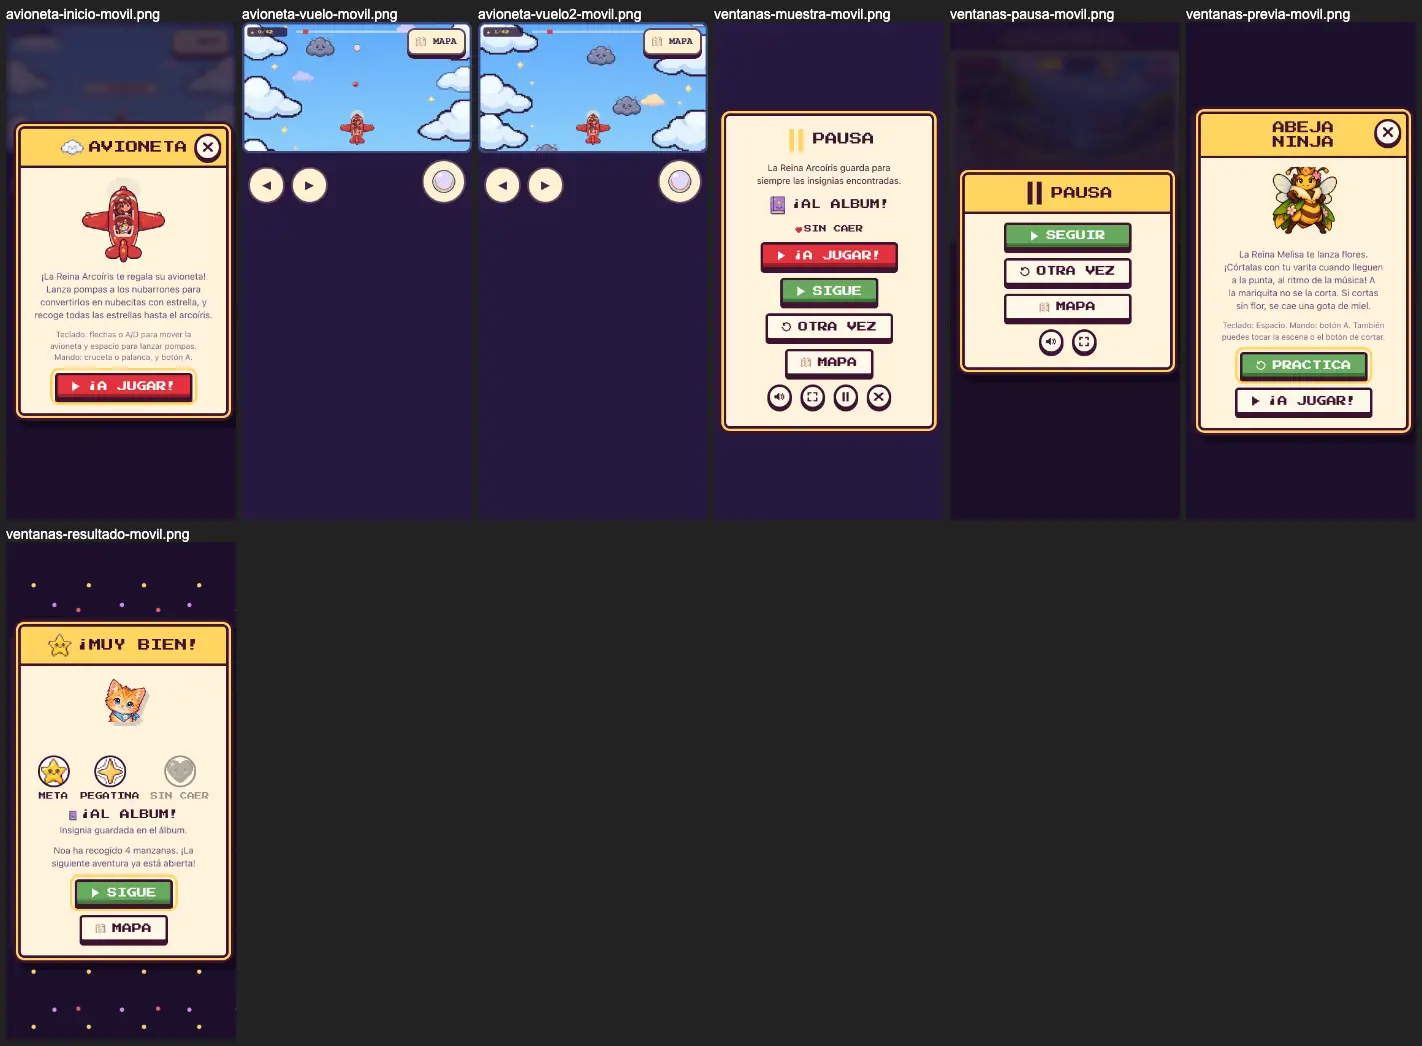 avioneta-inicio-movil.png
AVIONETA
¡La Reina Arcoíris te regala su avioneta!
Lanza pompas a los nubarrones para
convertirlos en nubecitas con estrella, y
recoge todas las estrellas hasta el arcoíris.
Teclado: flechas o A/D para mover la
avioneta y espacio para lanzar pompas.
Mando: cruceta o palanca, y botón A.
¡A JUGAR!
avioneta-vuelo-movil.png
0/42
MAPA
avioneta-vuelo2-movil.png
1/42
MAPA
ventanas-muestra-movil.png
PAUSA
La Reina Arcoíris guarda para
siempre las insignias encontradas.
¡AL ALBUM!
SIN CAER
¡A JUGAR!
SIGUE
OTRA VEZ
MAPA
ventanas-pausa-movil.png
PAUSA
SEGUIR
OTRA VEZ
MAPA
ventanas-previa-movil.png
ABEJA
NINJA
La Reina Melisa te lanza flores.
¡Córtalas con tu varita cuando lleguen
a la punta, al ritmo de la música! A
la mariquita no se la corta. Si cortas
sin flor, se cae una gota de miel.
Teclado: Espacio. Mando: botón A. También
puedes tocar la escena o el botón de cortar.
PRACTICA
¡A JUGAR!
ventanas-resultado-movil.png
¡MUY BIEN!
META PEGATINA SIN CAER
¡AL ALBUM!
Insignia guardada en el álbum.
Noa ha recogido 4 manzanas. ¡La
siguiente aventura ya está abierta!
SIGUE
MAPA